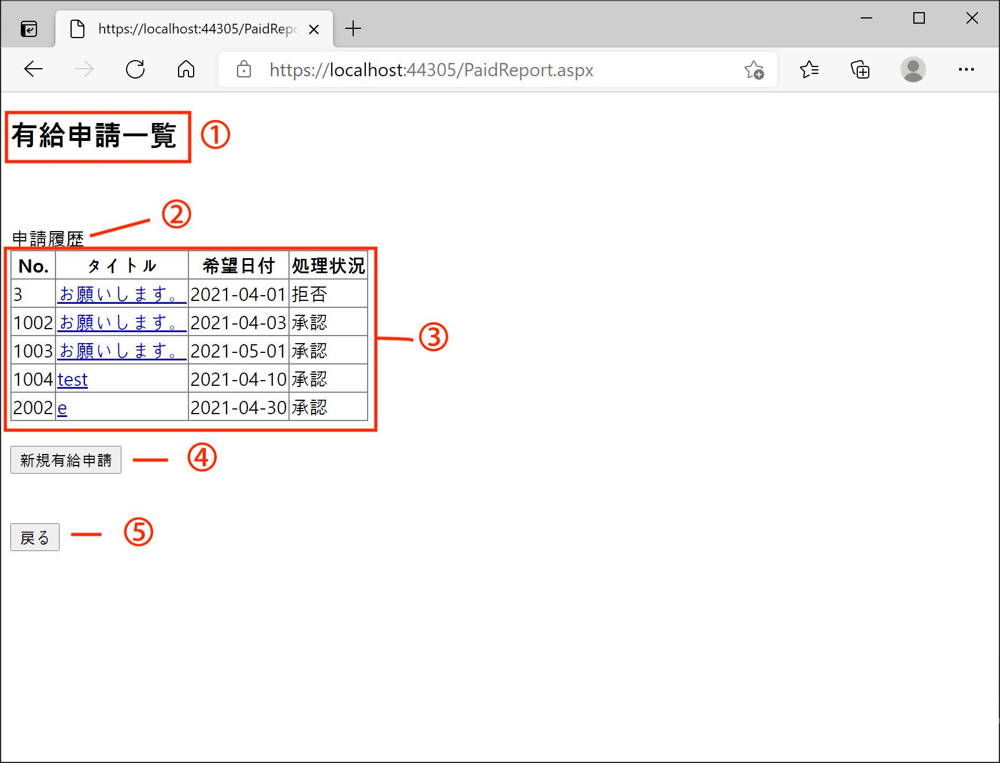 https://localhost:44305/PaidRepo
https://localhost:44305/PaidReport.aspx
有給申請一覧 ①
②
申請履歴
No. タイトル 希望日付 処理状況
3 お願いします。 2021-04-01 拒否
1002 お願いします。 2021-04-03 承認
1003 お願いします。 2021-05-01 承認
③
1004 test 2021-04-10 承認
2002 e 2021-04-30 承認
新規有給申請 ④
戻る ⑤